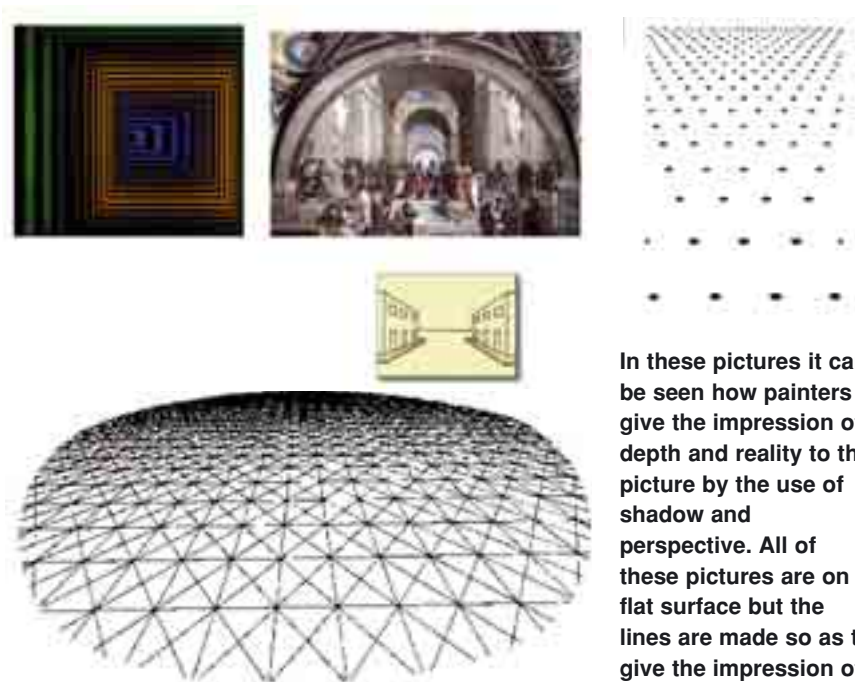 In these pictures it ca
be seen how painters
give the impression o
depth and reality to th
picture by the use of
shadow and
perspective. All of
these pictures are on
flat surface but the
lines are made so as t
give the impression o